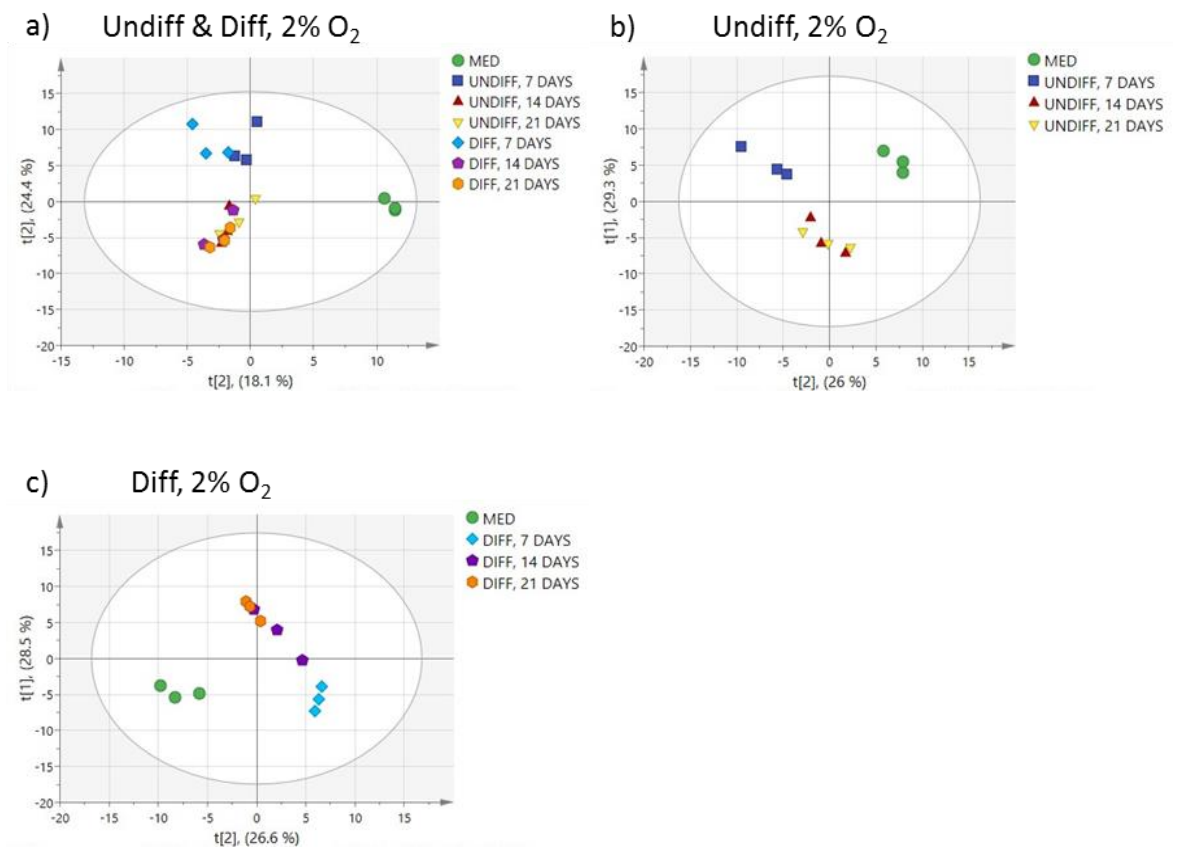 a) Undiff & Diff, 2% O₂
MED
UNDIFF, 7 DAYS
UNDIFF, 14 DAYS
UNDIFF, 21 DAYS
DIFF, 7 DAYS
DIFF, 14 DAYS
DIFF, 21 DAYS
t[2], (24.4 %)
15
10
5
0
-5
-10
-15
-20
-15 -10 -5 0 5 10
t[2], (18.1 %)
b) Undiff, 2% O₂
MED
UNDIFF, 7 DAYS
UNDIFF, 14 DAYS
UNDIFF, 21 DAYS
t[1], (29.3 %)
15
10
5
0
-5
-10
-15
-20
-20 -15 -10 -5 0 5 10 15
t[2], (26 %)
c) Diff, 2% O₂
MED
DIFF, 7 DAYS
DIFF, 14 DAYS
DIFF, 21 DAYS
t[1], (28.5 %)
15
10
5
0
-5
-10
-15
-20
-20 -15 -10 -5 0 5 10 15
t[2], (26.6 %)